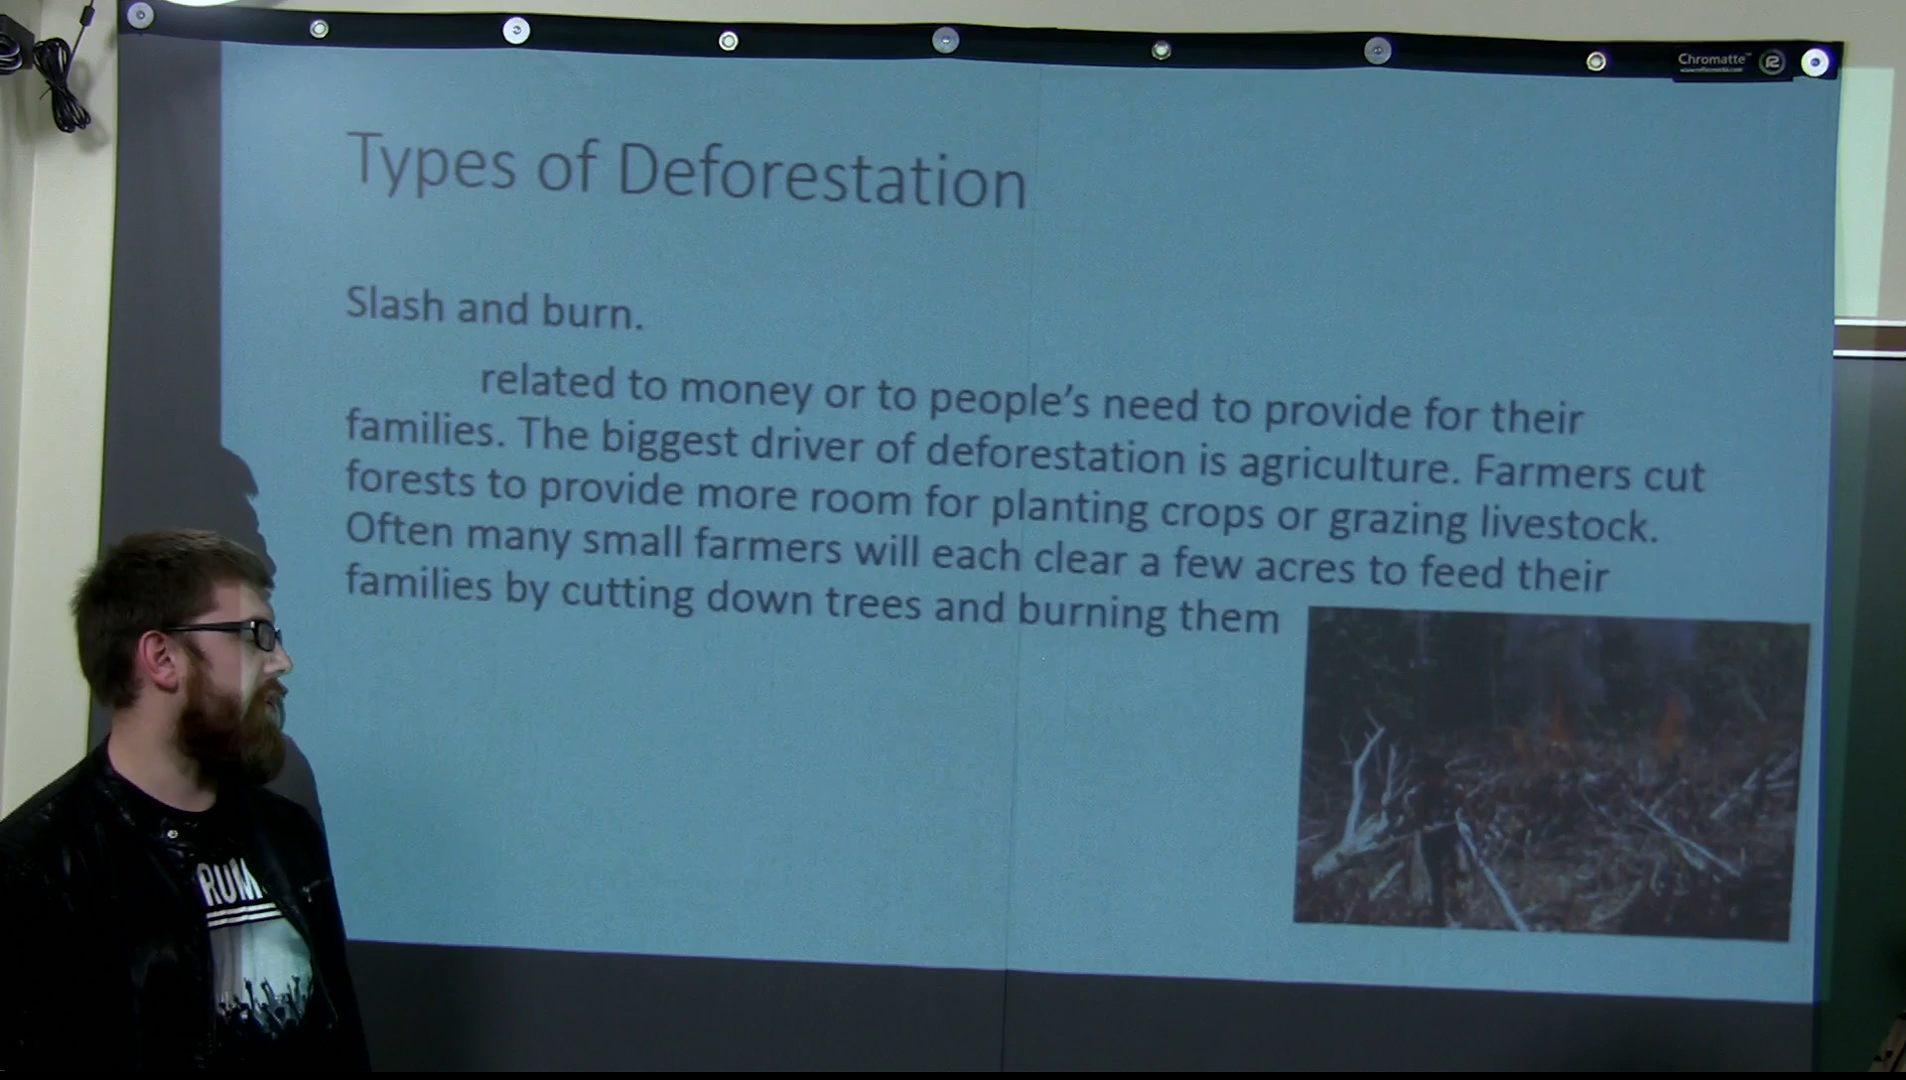 Chromatte™
Types of Deforestation
Slash and burn.
related to money or to people's need to provide for their
families. The biggest driver of deforestation is agriculture. Farmers cut
forests to provide more room for planting crops or grazing livestock.
Often many small farmers will each clear a few acres to feed their
families by cutting down trees and burning them
RUM